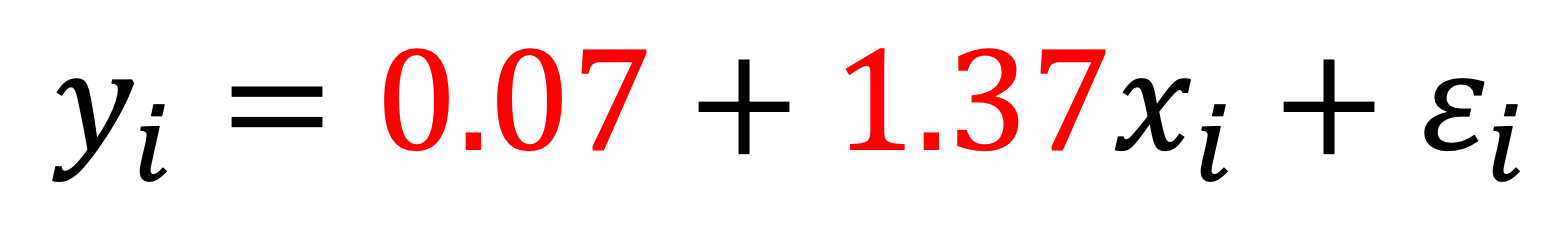 yᵢ = 0.07 + 1.37xᵢ + εᵢ